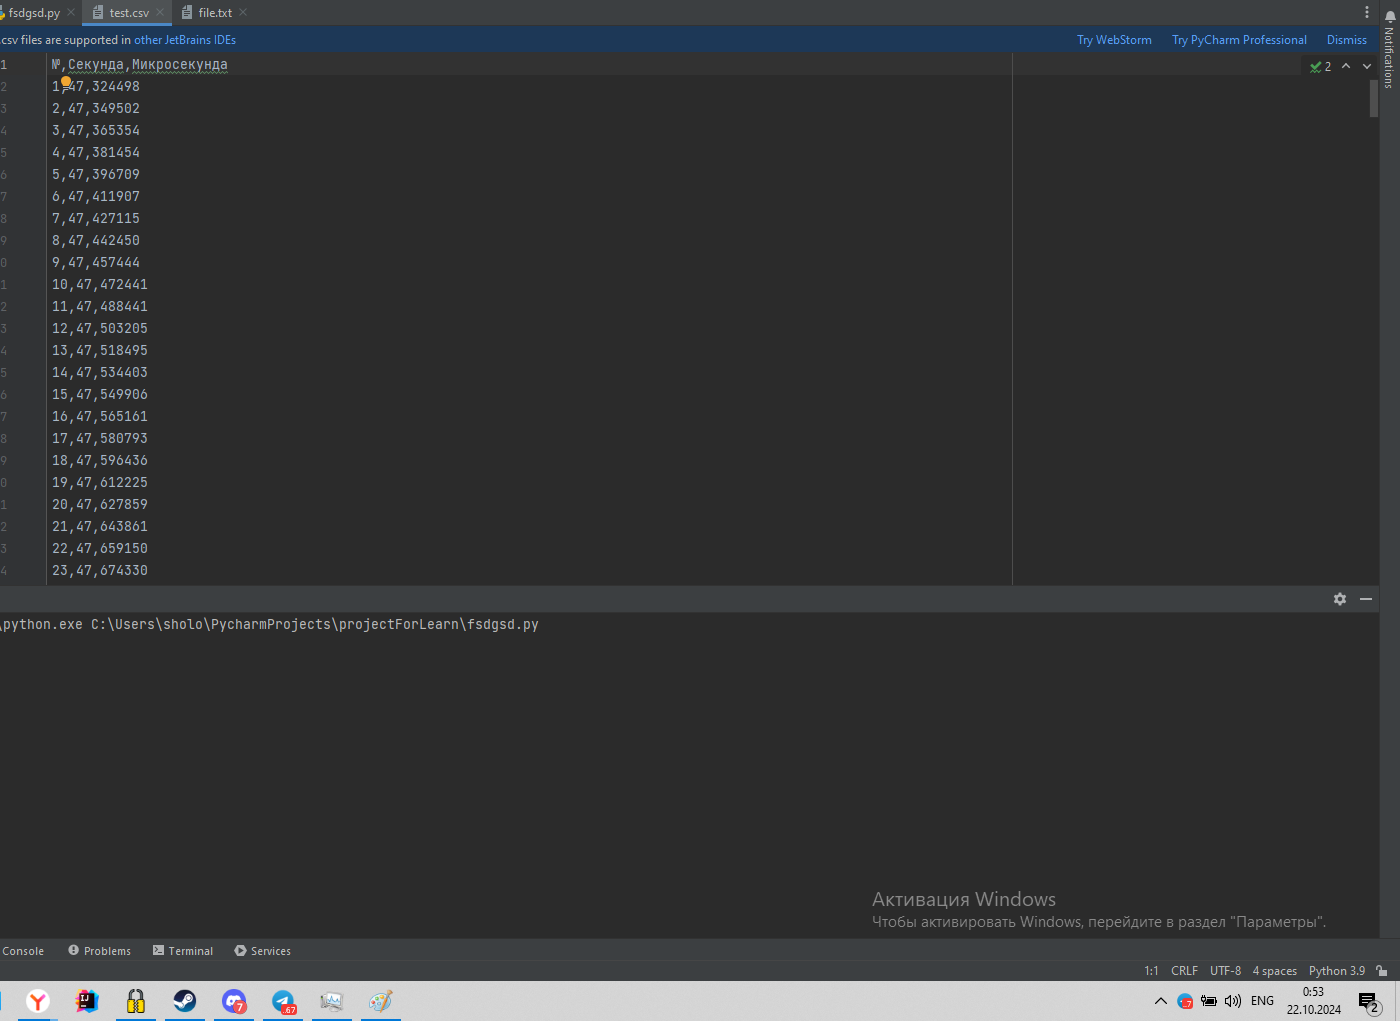 fsdgsd.py test.csv file.txt
.csv files are supported in other JetBrains IDEs Try WebStorm Try PyCharm Professional Dismiss
Notifications
1 №,Секунда,Микросекунда 2
2 1,47,324498
3 2,47,349502
4 3,47,365354
5 4,47,381454
6 5,47,396709
7 6,47,411907
8 7,47,427115
9 8,47,442450
0 9,47,457444
1 10,47,472441
2 11,47,488441
3 12,47,503205
4 13,47,518495
5 14,47,534403
6 15,47,549906
7 16,47,565161
8 17,47,580793
9 18,47,596436
0 19,47,612225
1 20,47,627859
2 21,47,643861
3 22,47,659150
4 23,47,674330
\python.exe C:\Users\sholo\PycharmProjects\projectForLearn\fsdgsd.py
Активация Windows
Чтобы активировать Windows, перейдите в раздел "Параметры".
Console Problems Terminal Services
1:1 CRLF UTF-8 4 spaces Python 3.9
IJ 7 .67 7 ENG 0:53
22.10.2024 2